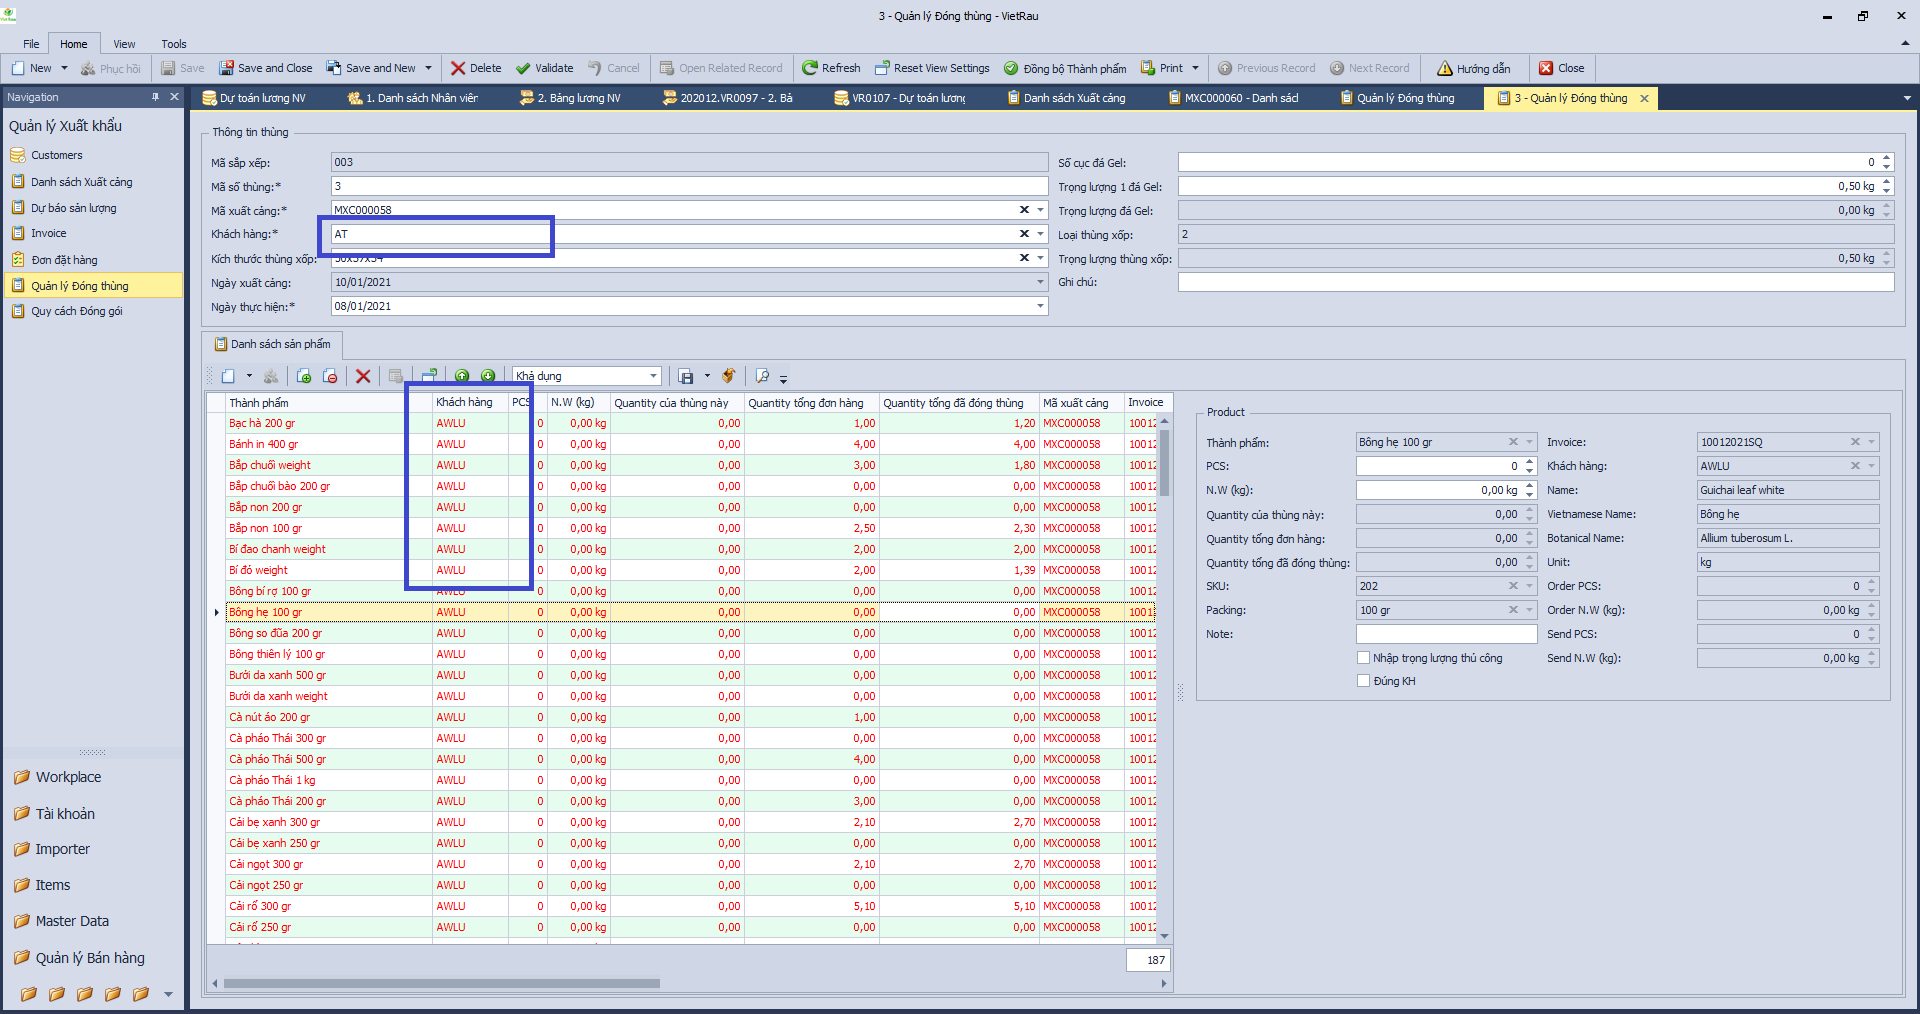 3 - Quản lý Đóng thùng - VietRau
File Home View Tools
New Phục hồi Save Save and Close Save and New Delete Validate Cancel Open Related Record Refresh Reset View Settings Đồng bộ Thành phẩm Print Previous Record Next Record Hướng dẫn Close
Navigation
Dự toán lương NV 1. Danh sách Nhân viên 2. Bảng lương NV 202012.VR0097 - 2. Bả VR0107 - Dự toán lương Danh sách Xuất cảng MXC000060 - Danh sácl Quản lý Đóng thùng 3 - Quản lý Đóng thùng
Quản lý Xuất khẩu
Customers
Danh sách Xuất cảng
Dự báo sản lượng
Invoice
Đơn đặt hàng
Quản lý Đóng thùng
Quy cách Đóng gói
Workplace
Tài khoản
Importer
Items
Master Data
Quản lý Bán hàng
Thông tin thùng
Mã sắp xếp: 003
Mã số thùng:* 3
Mã xuất cảng:* MXC000058
Khách hàng:* AT
Kích thước thùng xốp:
Ngày xuất cảng: 10/01/2021
Ngày thực hiện:* 08/01/2021
Số cục đá Gel: 0
Trọng lượng 1 đá Gel: 0,50 kg
Trọng lượng đá Gel: 0,00 kg
Loại thùng xốp: 2
Trọng lượng thùng xốp: 0,50 kg
Ghi chú:
Danh sách sản phẩm
Khả dụng
Thành phẩm Khách hàng PCS N.W (kg) Quantity của thùng này Quantity tổng đơn hàng Quantity tổng đã đóng thùng Mã xuất cảng Invoice
Bạc hà 200 gr AWLU 0 0,00 kg 0,00 1,00 1,20 MXC000058 10012
Bánh in 400 gr AWLU 0 0,00 kg 0,00 4,00 4,00 MXC000058 10012
Bắp chuối weight AWLU 0 0,00 kg 0,00 3,00 1,80 MXC000058 10012
Bắp chuối bào 200 gr AWLU 0 0,00 kg 0,00 0,00 0,00 MXC000058 10012
Bắp non 200 gr AWLU 0 0,00 kg 0,00 0,00 0,00 MXC000058 10012
Bắp non 100 gr AWLU 0 0,00 kg 0,00 2,50 2,30 MXC000058 10012
Bí đao chanh weight AWLU 0 0,00 kg 0,00 2,00 2,00 MXC000058 10012
Bí đỏ weight AWLU 0 0,00 kg 0,00 2,00 1,39 MXC000058 10012
Bông bí rợ 100 gr AWLU 0 0,00 kg 0,00 0,00 0,00 MXC000058 10012
Bông hẹ 100 gr AWLU 0 0,00 kg 0,00 0,00 0,00 MXC000058 1001
Bông so đũa 200 gr AWLU 0 0,00 kg 0,00 0,00 0,00 MXC000058 10012
Bông thiên lý 100 gr AWLU 0 0,00 kg 0,00 0,00 0,00 MXC000058 10012
Bưởi da xanh 500 gr AWLU 0 0,00 kg 0,00 0,00 0,00 MXC000058 10012
Bưởi da xanh weight AWLU 0 0,00 kg 0,00 0,00 0,00 MXC000058 10012
Cà nút áo 200 gr AWLU 0 0,00 kg 0,00 1,00 0,00 MXC000058 10012
Cà pháo Thái 300 gr AWLU 0 0,00 kg 0,00 0,00 0,00 MXC000058 10012
Cà pháo Thái 500 gr AWLU 0 0,00 kg 0,00 4,00 0,00 MXC000058 10012
Cà pháo Thái 1 kg AWLU 0 0,00 kg 0,00 0,00 0,00 MXC000058 10012
Cà pháo Thái 200 gr AWLU 0 0,00 kg 0,00 3,00 0,00 MXC000058 10012
Cải bẹ xanh 300 gr AWLU 0 0,00 kg 0,00 2,10 2,70 MXC000058 10012
Cải bẹ xanh 250 gr AWLU 0 0,00 kg 0,00 0,00 0,00 MXC000058 10012
Cải ngọt 300 gr AWLU 0 0,00 kg 0,00 2,10 2,70 MXC000058 10012
Cải ngọt 250 gr AWLU 0 0,00 kg 0,00 0,00 0,00 MXC000058 10012
Cải rổ 300 gr AWLU 0 0,00 kg 0,00 5,10 5,10 MXC000058 10012
Cải rổ 250 gr AWLU 0 0,00 kg 0,00 0,00 0,00 MXC000058 10012
187
Product
Thành phẩm: Bông hẹ 100 gr Invoice: 10012021SQ
PCS: 0 Khách hàng: AWLU
N.W (kg): 0,00 kg Name: Guichai leaf white
Quantity của thùng này: 0,00 Vietnamese Name: Bông hẹ
Quantity tổng đơn hàng: 0,00 Botanical Name: Allium tuberosum L.
Quantity tổng đã đóng thùng: 0,00 Unit: kg
SKU: 202 Order PCS: 0
Packing: 100 gr Order N.W (kg): 0,00 kg
Note: Send PCS: 0
Nhập trọng lượng thủ công Send N.W (kg): 0,00 kg
Đúng KH